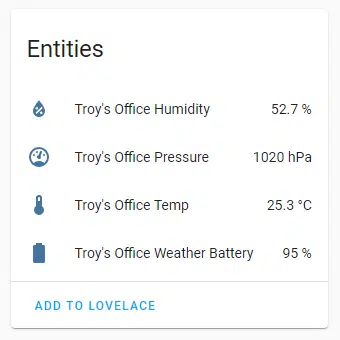 Entities
Troy's Office Humidity 52.7 %
Troy's Office Pressure 1020 hPa
Troy's Office Temp 25.3 °C
Troy's Office Weather Battery 95 %
ADD TO LOVELACE